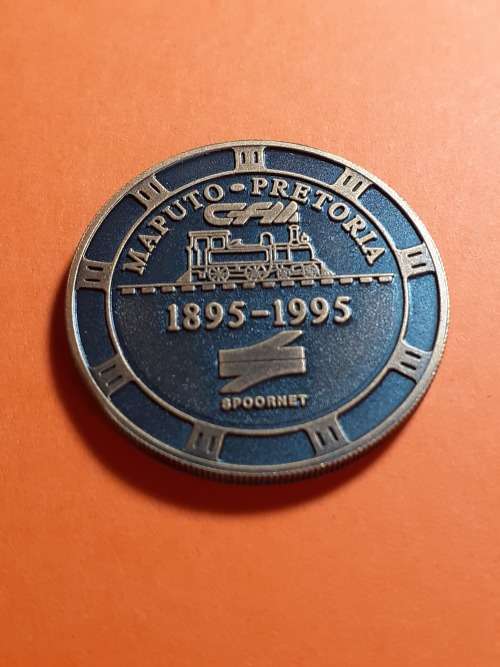 MAPUTO • PRETORIA
CFM
1895-1995
SPOORNET